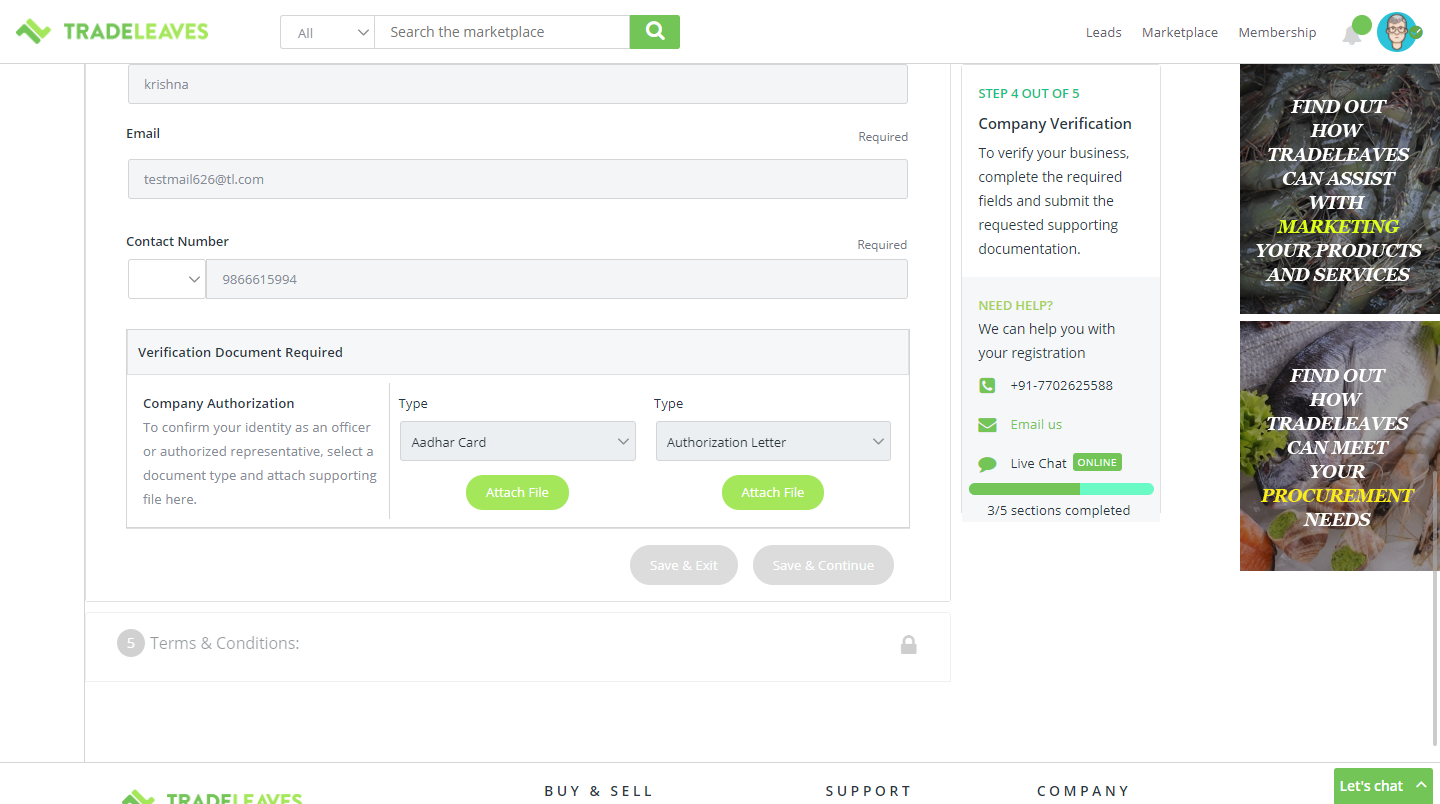 TRADELEAVES
All
Search the marketplace
Leads
Marketplace
Membership
krishna
Email
Required
testmail626@tl.com
Contact Number
Required
9866615994
Verification Document Required
Company Authorization
To confirm your identity as an officer
or authorized representative, select a
document type and attach supporting
file here.
Type
Aadhar Card
Attach File
Type
Authorization Letter
Attach File
Save & Exit
Save & Continue
5
Terms & Conditions:
STEP 4 OUT OF 5
Company Verification
To verify your business,
complete the required
fields and submit the
requested supporting
documentation.
NEED HELP?
We can help you with
your registration
+91-7702625588
Email us
Live Chat ONLINE
3/5 sections completed
FIND OUT
HOW
TRADELEAVES
CAN ASSIST
WITH
MARKETING
YOUR PRODUCTS
AND SERVICES
FIND OUT
HOW
TRADELEAVES
CAN MEET
YOUR
PROCUREMENT
NEEDS
TRADELEAVES
BUY & SELL
SUPPORT
COMPANY
Let's chat